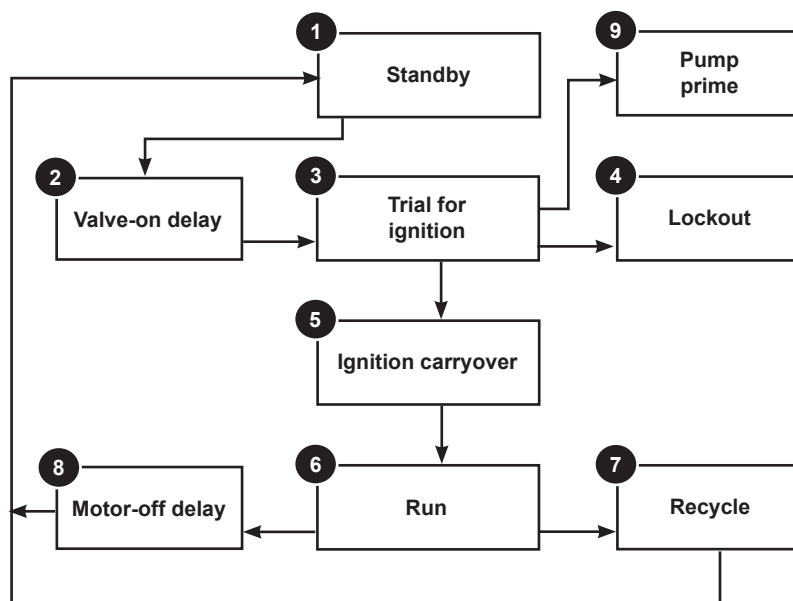 1
Standby
9
Pump
prime
2
Valve-on delay
3
Trial for
ignition
4
Lockout
5
Ignition carryover
8
Motor-off delay
6
Run
7
Recycle